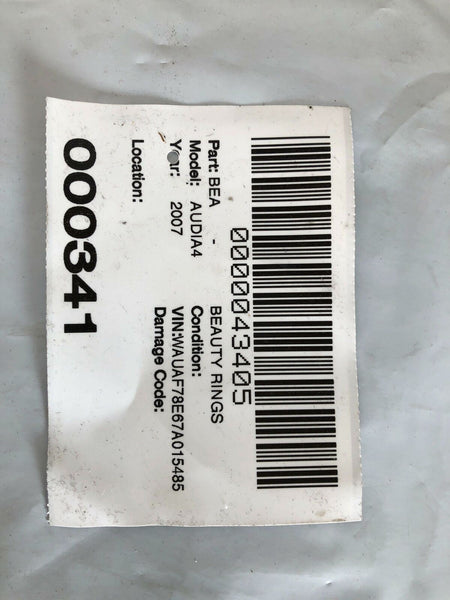 0000043405
Part: BEA - BEAUTY RINGS
Model: AUDIA4 Condition:
Year: 2007 VIN:WAUAF78E67A015485
Damage Code:
Location:
000341